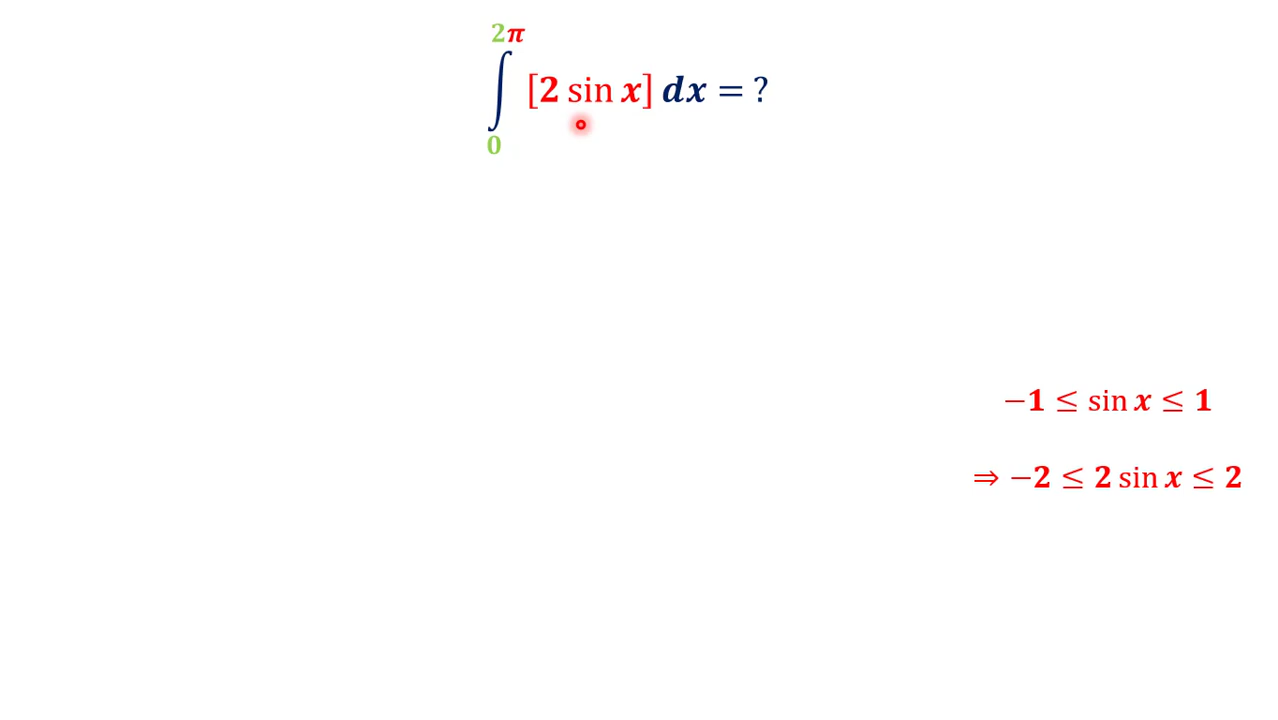 ∫₀^{2π} [2 sin x] dx = ?
−1 ≤ sin x ≤ 1
⇒ −2 ≤ 2 sin x ≤ 2